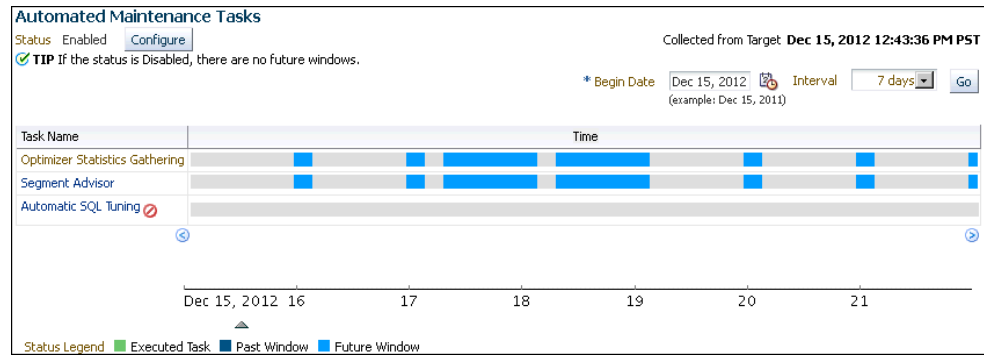 Automated Maintenance Tasks
Status Enabled Configure Collected from Target Dec 15, 2012 12:43:36 PM PST
TIP If the status is Disabled, there are no future windows.
* Begin Date Dec 15, 2012 Interval 7 days Go
(example: Dec 15, 2011)
Task Name Time
Optimizer Statistics Gathering
Segment Advisor
Automatic SQL Tuning
Dec 15, 2012 16 17 18 19 20 21
Status Legend Executed Task Past Window Future Window